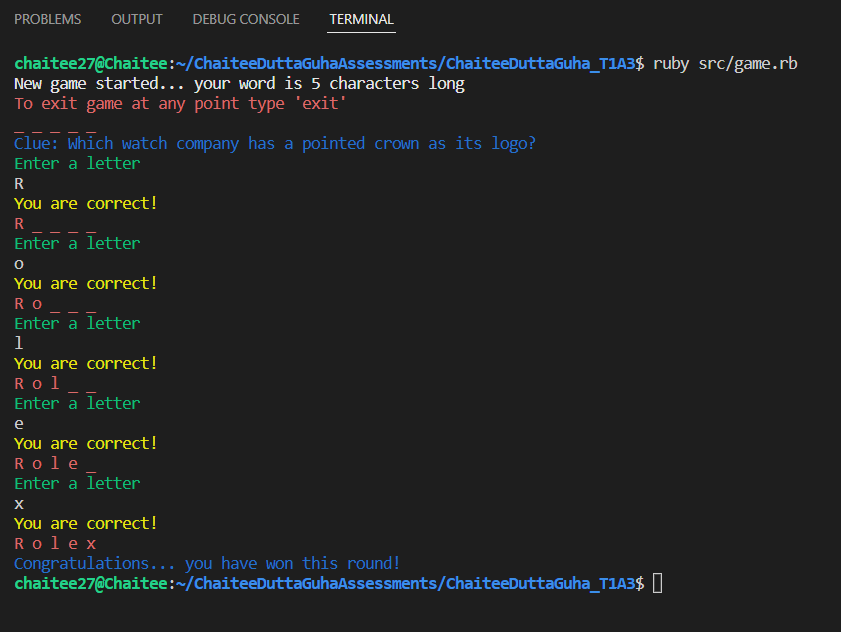 PROBLEMS OUTPUT DEBUG CONSOLE TERMINAL
chaitee27@Chaitee:~/ChaiteeDuttaGuhaAssessments/ChaiteeDuttaGuha_T1A3$ ruby src/game.rb
New game started... your word is 5 characters long
To exit game at any point type 'exit'
_ _ _ _ _
Clue: Which watch company has a pointed crown as its logo?
Enter a letter
R
You are correct!
R _ _ _ _
Enter a letter
o
You are correct!
R o _ _ _
Enter a letter
l
You are correct!
R o l _ _
Enter a letter
e
You are correct!
R o l e _
Enter a letter
x
You are correct!
R o l e x
Congratulations... you have won this round!
chaitee27@Chaitee:~/ChaiteeDuttaGuhaAssessments/ChaiteeDuttaGuha_T1A3$